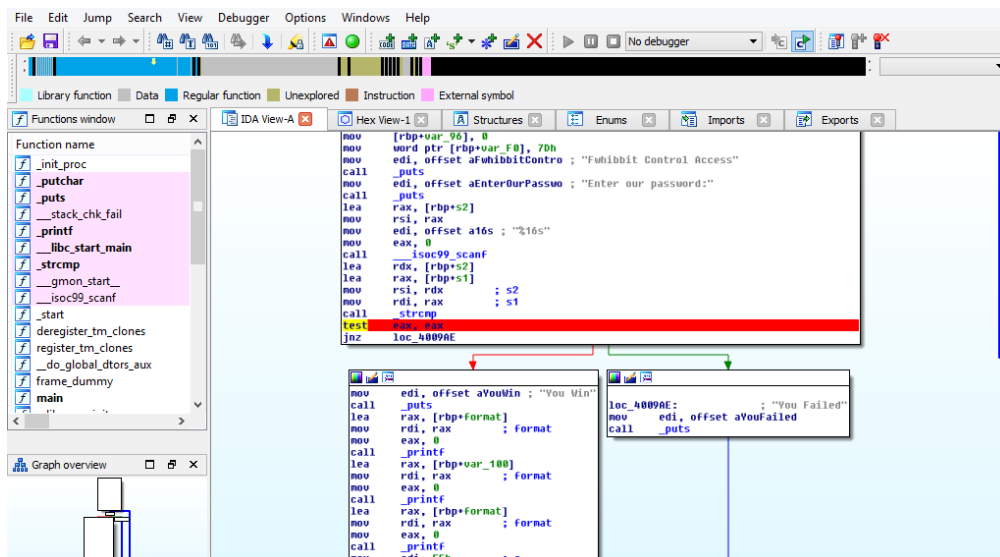 File Edit Jump Search View Debugger Options Windows Help
No debugger
Library function Data Regular function Unexplored Instruction External symbol
Functions window
IDA View-A Hex View-1 Structures Enums Imports Exports
Function name
_init_proc
_putchar
_puts
___stack_chk_fail
_printf
___libc_start_main
_strcmp
___gmon_start__
___isoc99_scanf
_start
deregister_tm_clones
register_tm_clones
__do_global_dtors_aux
frame_dummy
main
Graph overview
mov [rbp+var_96], 0
mov word ptr [rbp+var_F0], 7Dh
mov edi, offset aFwhibbitContro ; "Fwhibbit Control Access"
call _puts
mov edi, offset aEnterOurPasswo ; "Enter our password:"
call _puts
lea rax, [rbp+s2]
mov rsi, rax
mov edi, offset a16s ; "%16s"
mov eax, 0
call ___isoc99_scanf
lea rdx, [rbp+s2]
lea rax, [rbp+s1]
mov rsi, rdx ; s2
mov rdi, rax ; s1
call _strcmp
test eax, eax
jnz loc_4009AE
mov edi, offset aYouWin ; "You Win"
call _puts
lea rax, [rbp+format]
mov rdi, rax ; format
mov eax, 0
call _printf
lea rax, [rbp+var_100]
mov rdi, rax ; format
mov eax, 0
call _printf
lea rax, [rbp+format]
mov rdi, rax ; format
mov eax, 0
call _printf
loc_4009AE: ; "You Failed"
mov edi, offset aYouFailed
call _puts